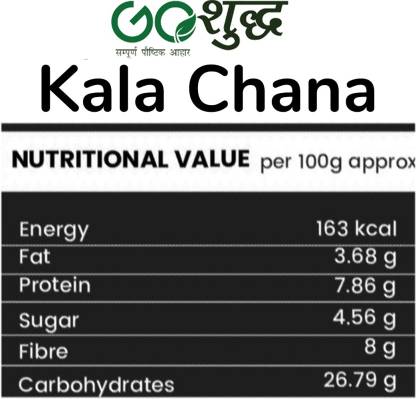 GOशुद्ध
सम्पूर्ण पौष्टिक आहार
Kala Chana
NUTRITIONAL VALUE per 100g approx
Energy 163 kcal
Fat 3.68 g
Protein 7.86 g
Sugar 4.56 g
Fibre 8 g
Carbohydrates 26.79 g